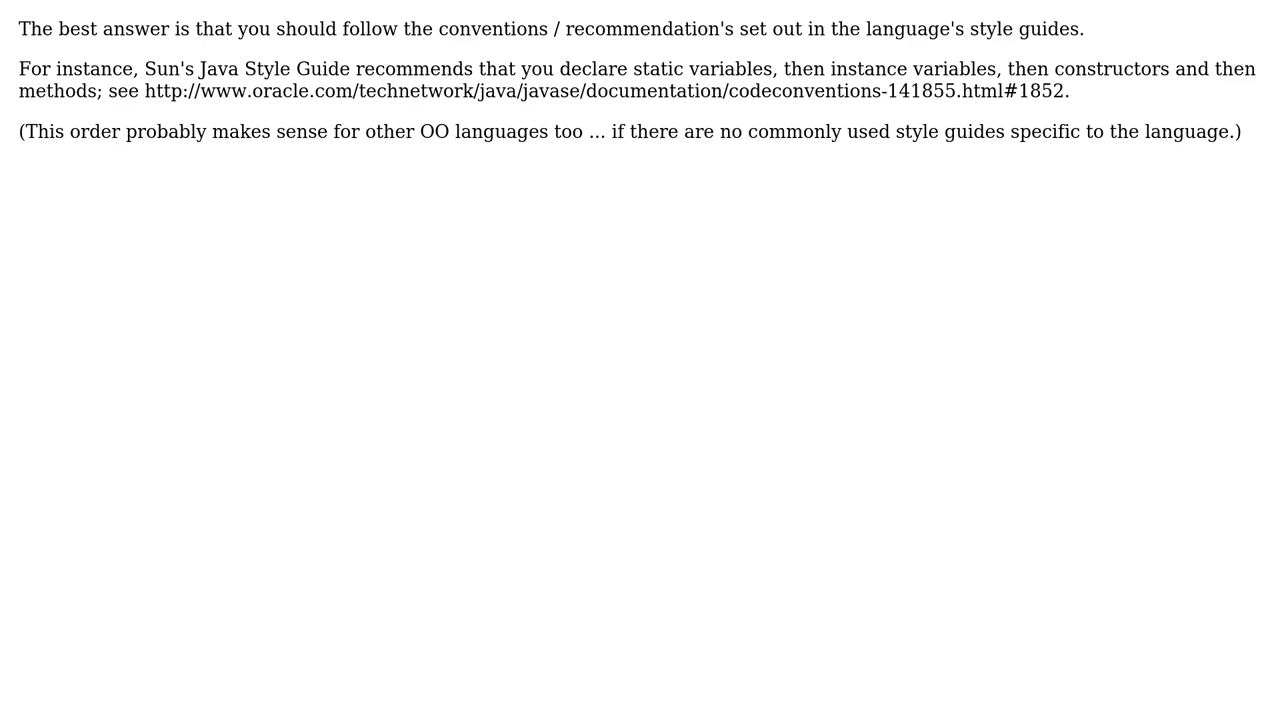 The best answer is that you should follow the conventions / recommendation's set out in the language's style guides.
For instance, Sun's Java Style Guide recommends that you declare static variables, then instance variables, then constructors and then
methods; see http://www.oracle.com/technetwork/java/javase/documentation/codeconventions-141855.html#1852.
(This order probably makes sense for other OO languages too ... if there are no commonly used style guides specific to the language.)